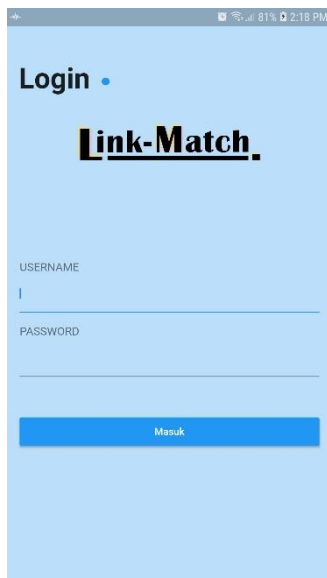 81% 2:18 PM
Login
Link-Match.
USERNAME
PASSWORD
Masuk